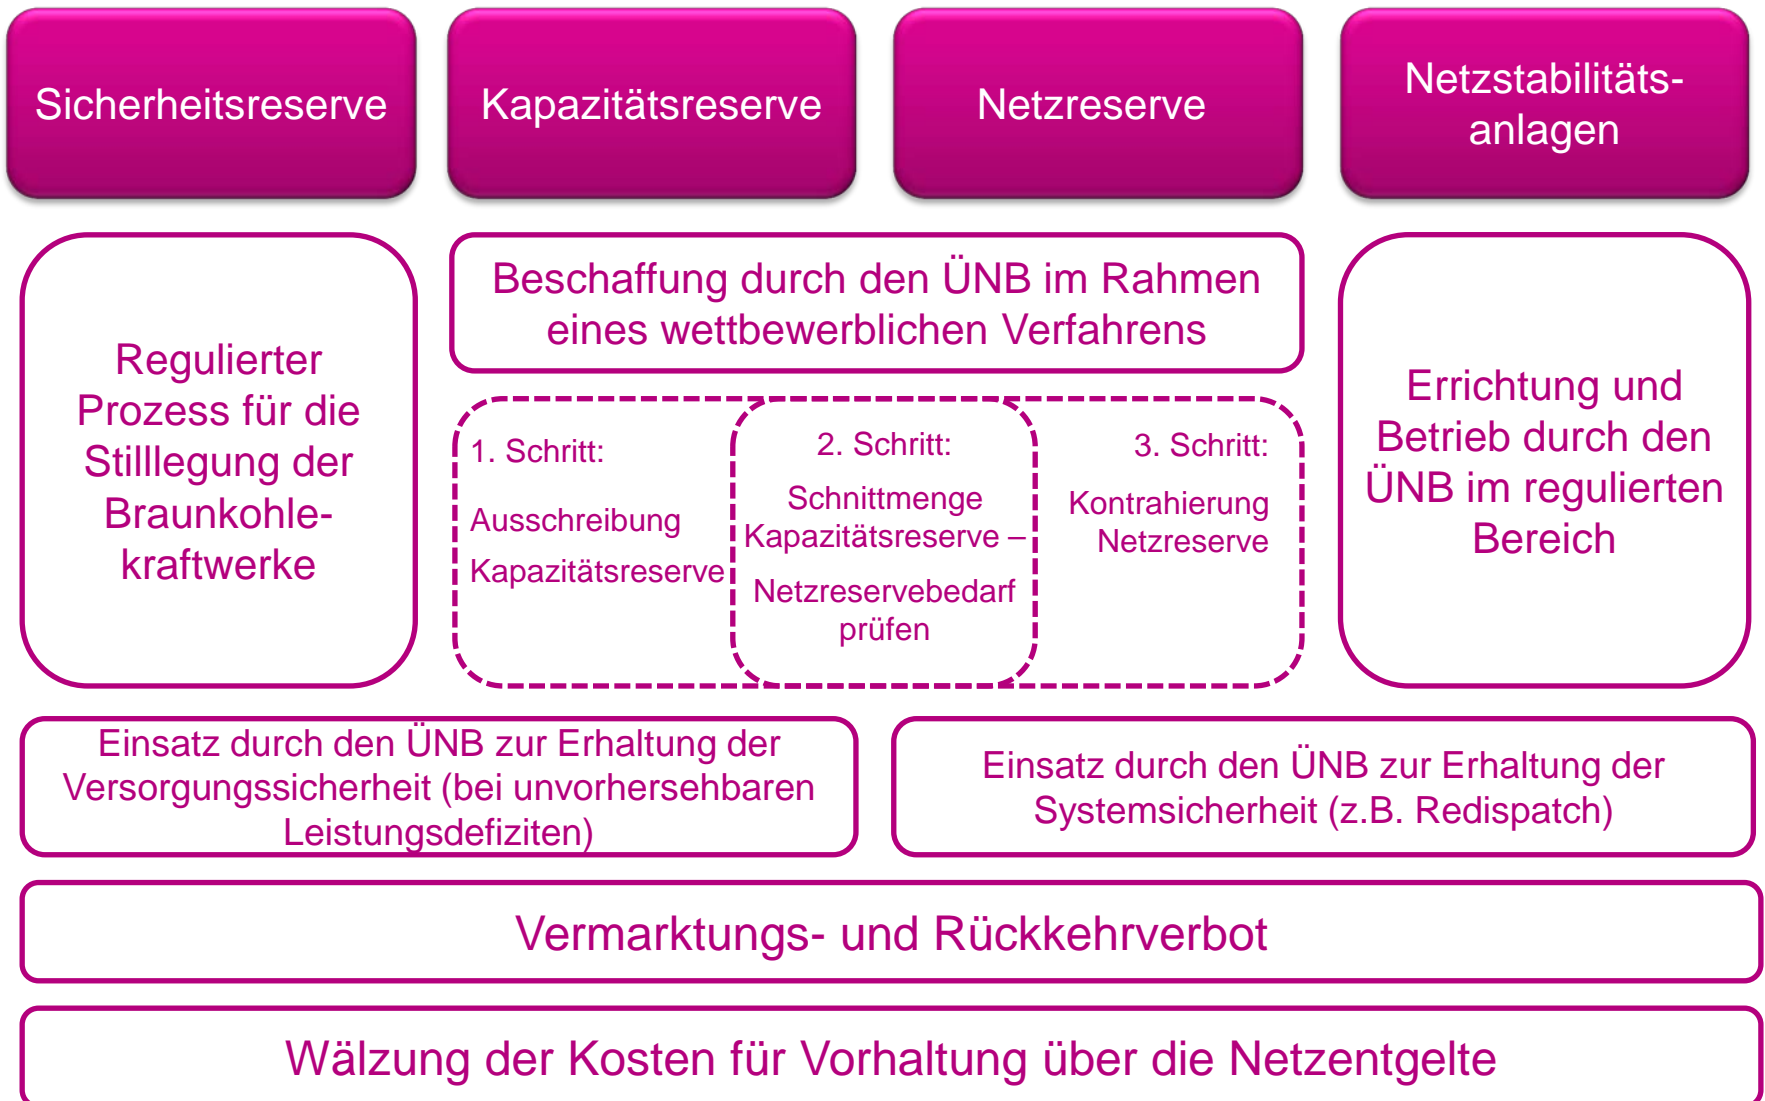 Sicherheitsreserve
Kapazitätsreserve
Netzreserve
Netzstabilitäts-
anlagen
Regulierter
Prozess für die
Stilllegung der
Braunkohle-
kraftwerke
Beschaffung durch den ÜNB im Rahmen
eines wettbewerblichen Verfahrens
1. Schritt:
Ausschreibung
Kapazitätsreserve
2. Schritt:
Schnittmenge
Kapazitätsreserve –
Netzreservebedarf
prüfen
3. Schritt:
Kontrahierung
Netzreserve
Errichtung und
Betrieb durch den
ÜNB im regulierten
Bereich
Einsatz durch den ÜNB zur Erhaltung der
Versorgungssicherheit (bei unvorhersehbaren
Leistungsdefiziten)
Einsatz durch den ÜNB zur Erhaltung der
Systemsicherheit (z.B. Redispatch)
Vermarktungs- und Rückkehrverbot
Wälzung der Kosten für Vorhaltung über die Netzentgelte